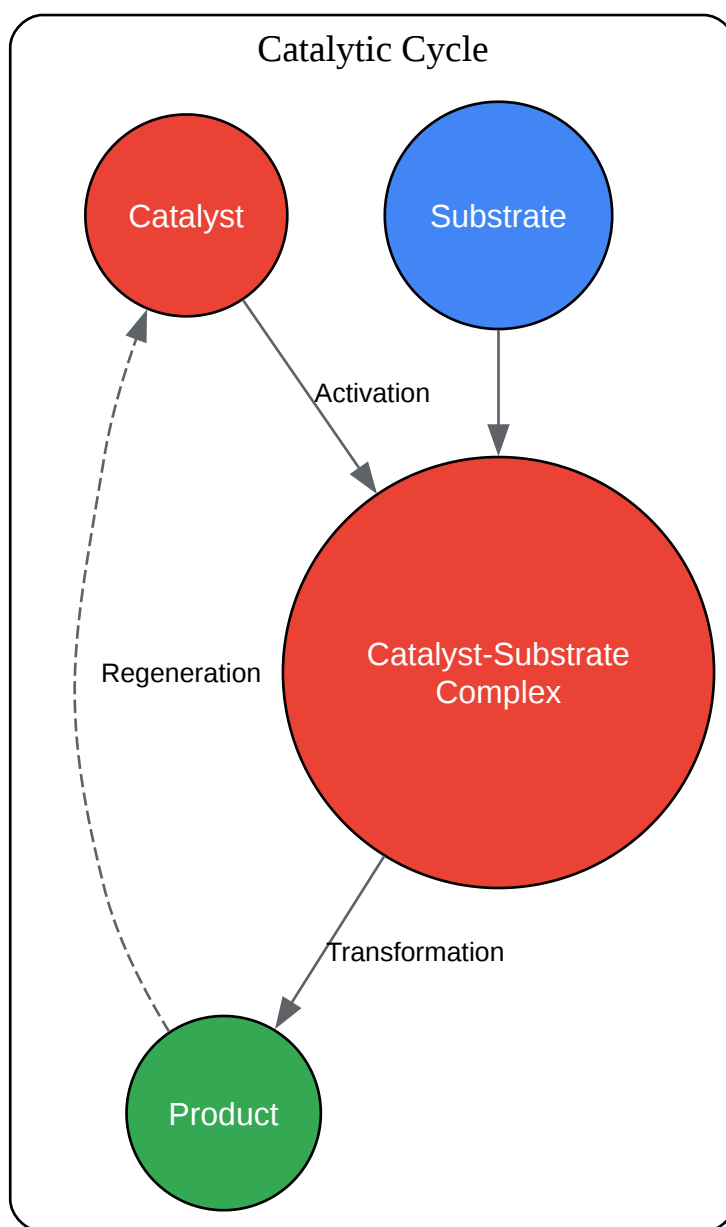 Catalytic Cycle
Catalyst
Substrate
Activation
Catalyst-Substrate
Complex
Regeneration
Transformation
Product